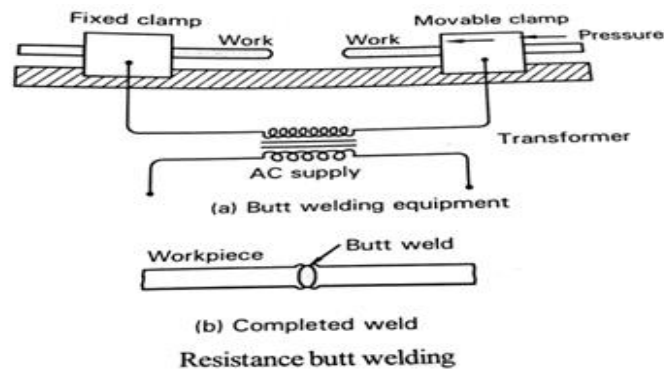 Fixed clamp
Movable clamp
Work
Work
Pressure
Transformer
AC supply
(a) Butt welding equipment
Workpiece
Butt weld
(b) Completed weld
Resistance butt welding